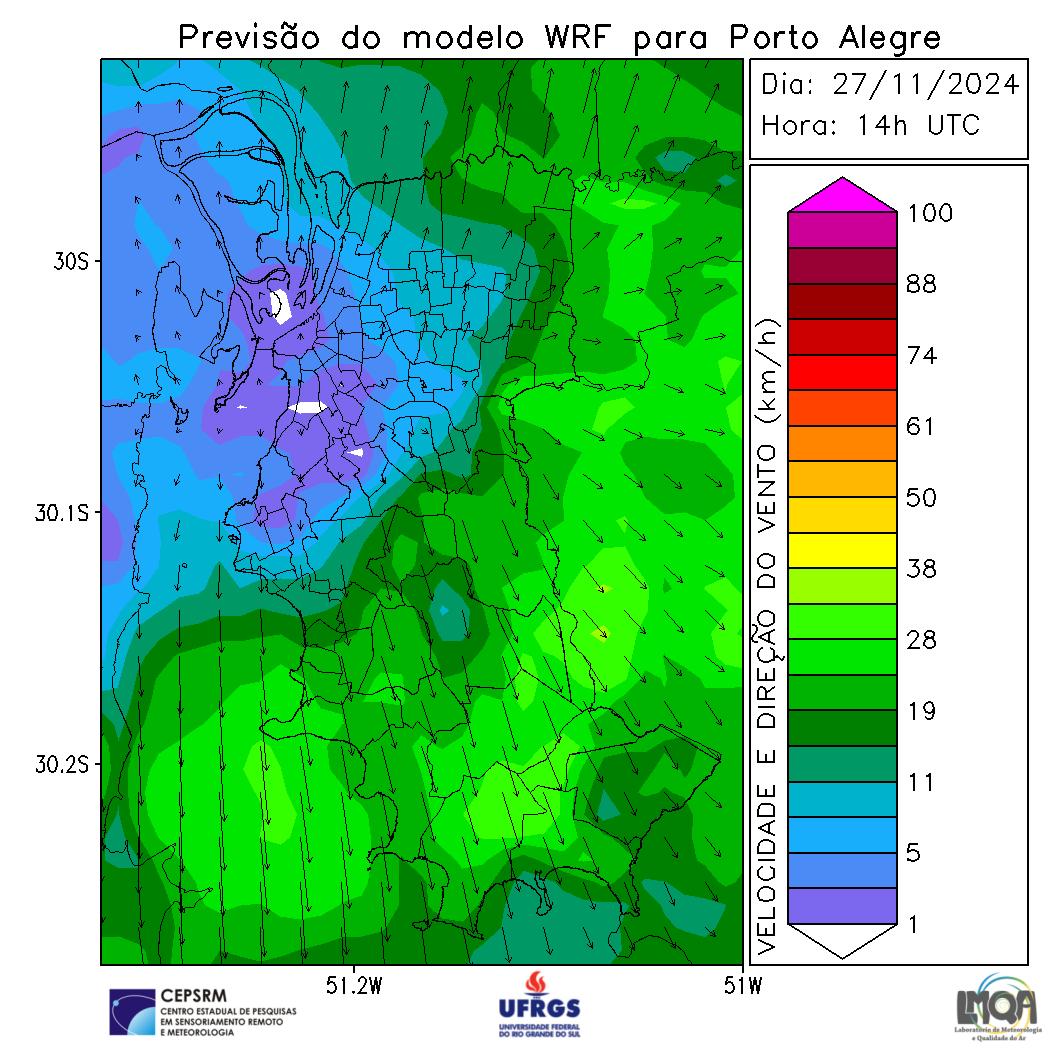 Previsão do modelo WRF para Porto Alegre
Dia: 27/11/2024
Hora: 14h UTC
30S
30.1S
30.2S
51.2W
51W
VELOCIDADE E DIREÇÃO DO VENTO (km/h)
100
88
74
61
50
38
28
19
11
5
1
CEPSRM
CENTRO ESTADUAL DE PESQUISAS
EM SENSORIAMENTO REMOTO
E METEOROLOGIA
UFRGS
UNIVERSIDADE FEDERAL
DO RIO GRANDE DO SUL
LMQA
Laboratório de Meteorologia
e Qualidade do Ar